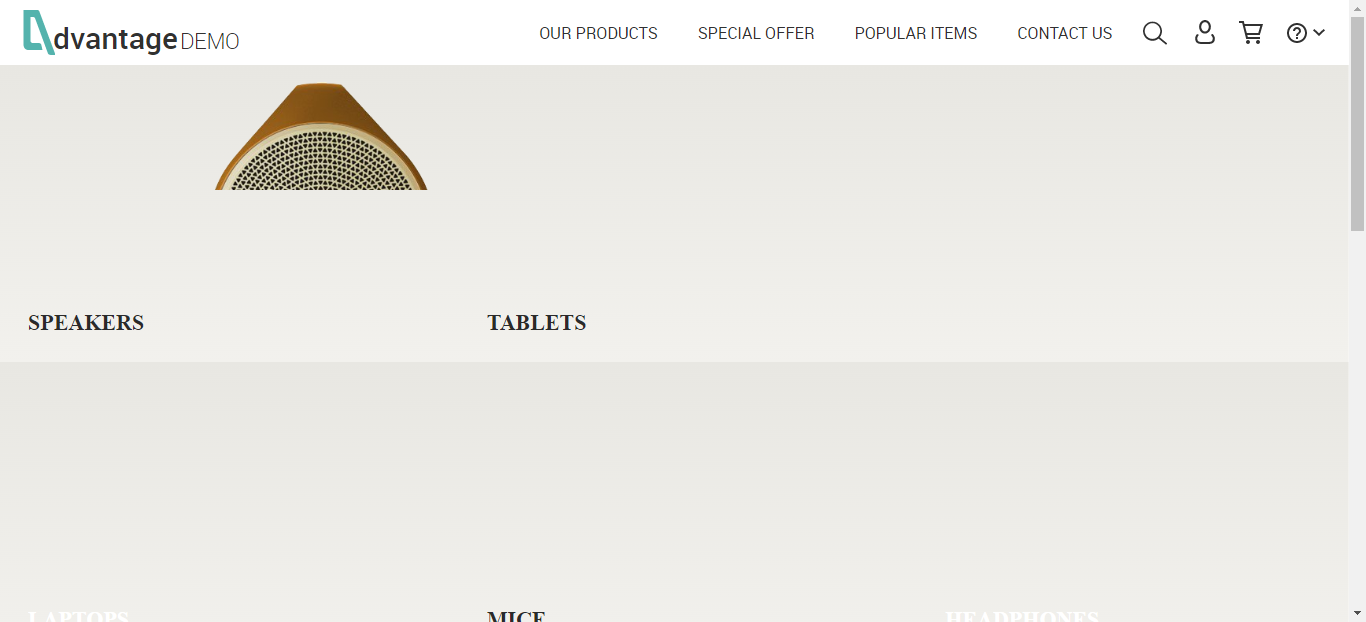 dvantage DEMO
OUR PRODUCTS SPECIAL OFFER POPULAR ITEMS CONTACT US ?
SPEAKERS TABLETS
LAPTOPS MICE HEADPHONES